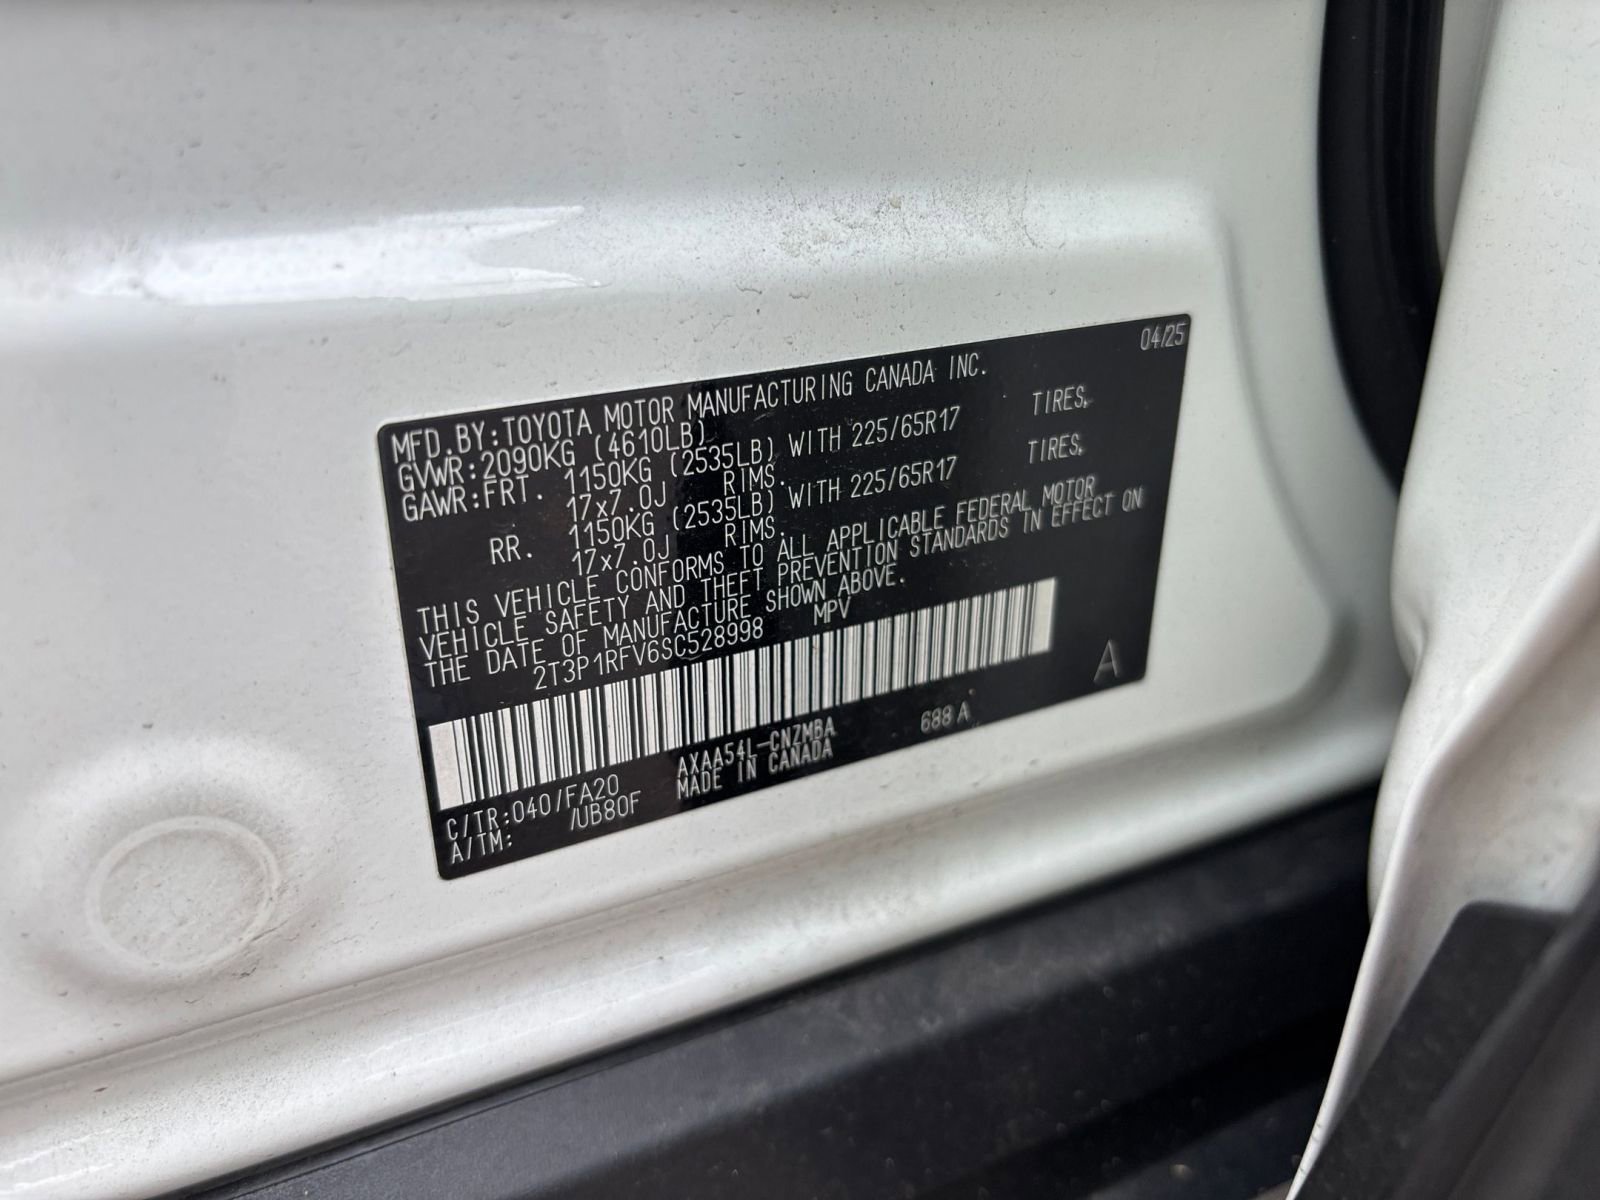 04/25
MFD.BY:TOYOTA MOTOR MANUFACTURING CANADA INC.
GVWR:2090KG (4610LB)
GAWR:FRT. 1150KG (2535LB) WITH 225/65R17 TIRES,
17x7.0J RIMS.
RR. 1150KG (2535LB) WITH 225/65R17 TIRES,
17x7.0J RIMS.
THIS VEHICLE CONFORMS TO ALL APPLICABLE FEDERAL MOTOR
VEHICLE SAFETY AND THEFT PREVENTION STANDARDS IN EFFECT ON
THE DATE OF MANUFACTURE SHOWN ABOVE.
2T3P1RFV6SC528998 MPV
A
C/TR:040/FA20 AXAA54L-CNZMBA 688 A
A/TM: /UB80F MADE IN CANADA